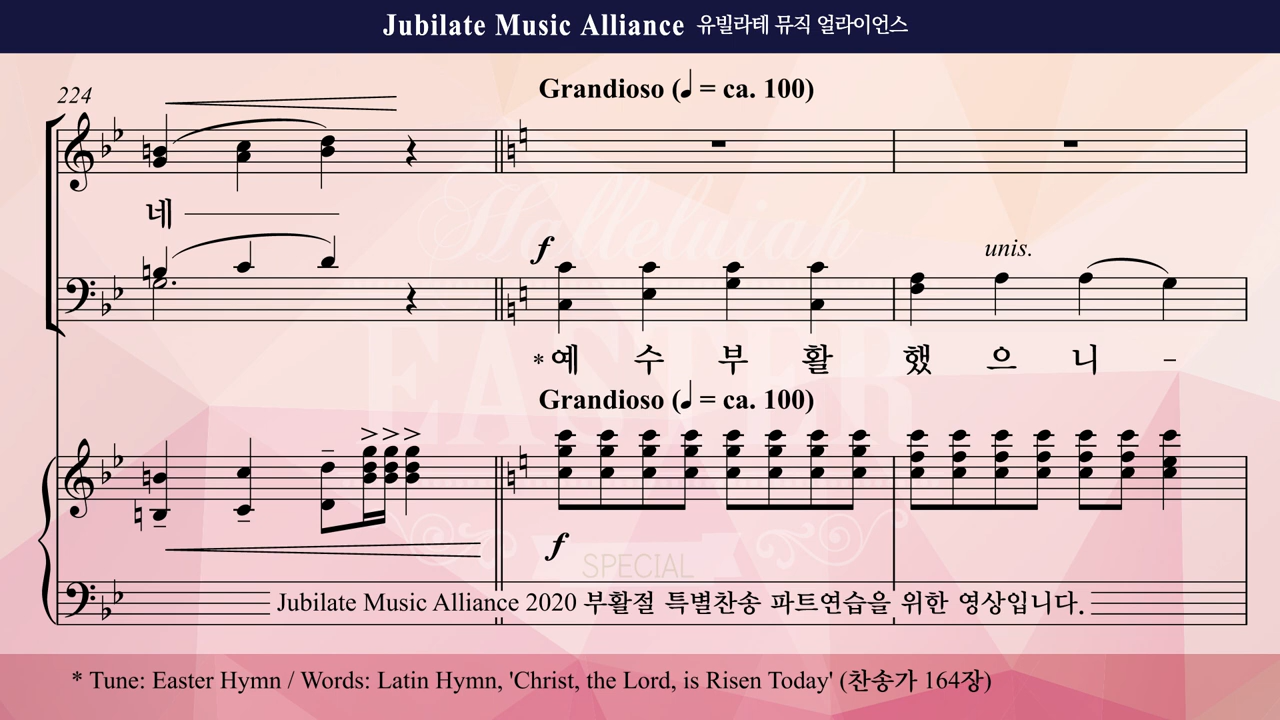 Jubilate Music Alliance 유빌라테 뮤직 얼라이언스
224
Grandioso (♩ = ca. 100)
네
f
unis.
Hallelujah
*예 수 부 활 했 으 니 -
EASTER
Grandioso (♩ = ca. 100)
f
SPECIAL
Jubilate Music Alliance 2020 부활절 특별찬송 파트연습을 위한 영상입니다.
* Tune: Easter Hymn / Words: Latin Hymn, 'Christ, the Lord, is Risen Today' (찬송가 164장)